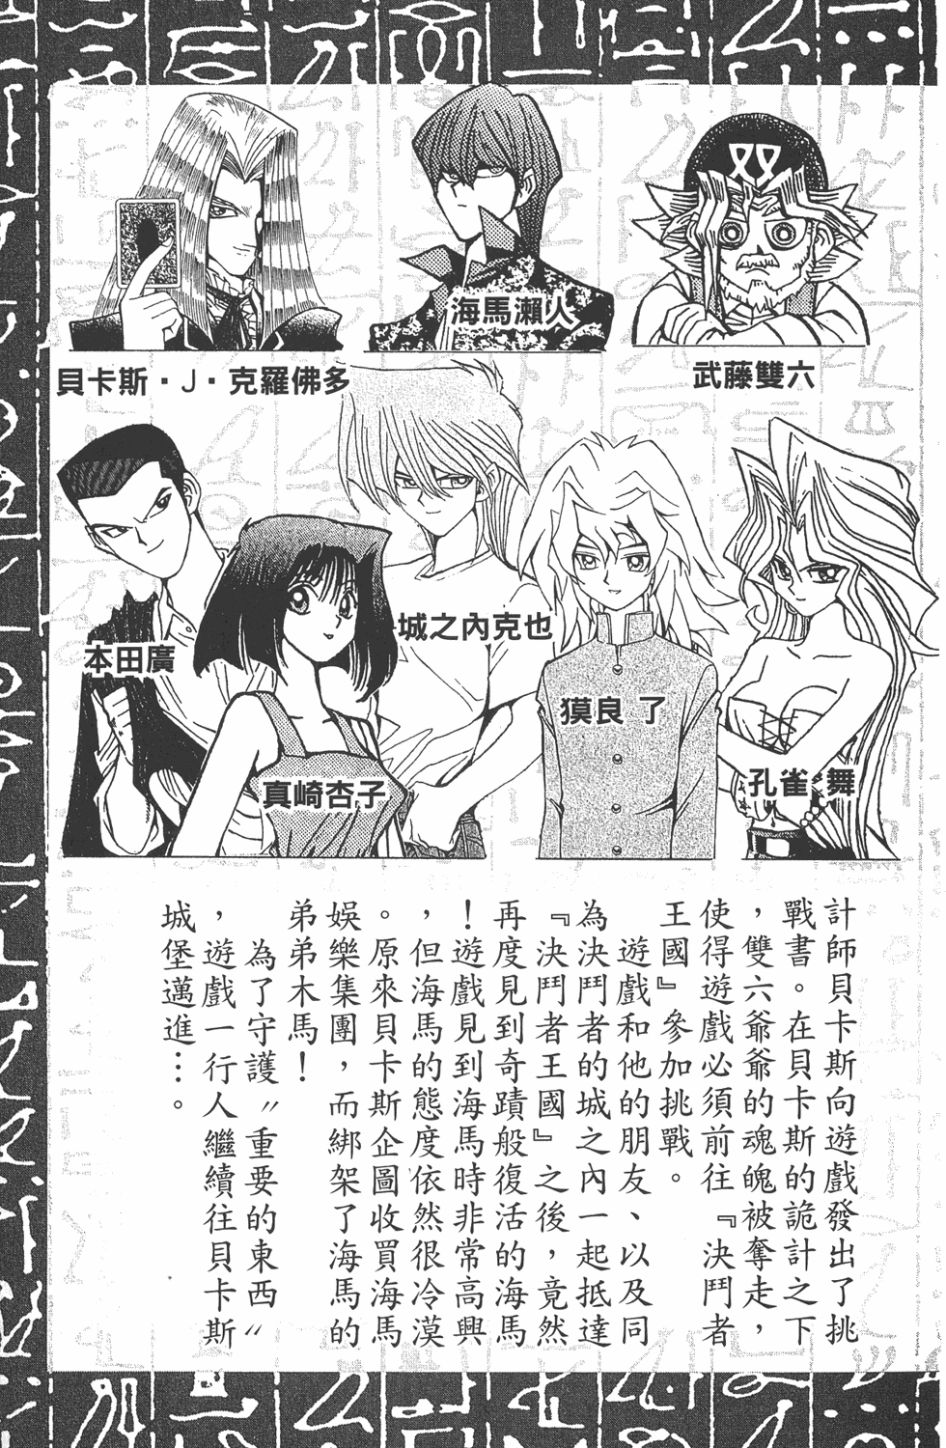 武藤雙六
海馬瀨人
貝卡斯・J・克羅佛多
孔雀 舞
獏良 了
城之內克也
真崎杏子
本田廣
計師貝卡斯向遊戲發出了挑
戰書。在貝卡斯的詭計之下
，雙六爺爺的魂魄被奪走，
使得遊戲必須前往『決鬥者
王國』參加挑戰。
遊戲和他的朋友、以及同
為決鬥者的城之內一起抵達
『決鬥者王國』之後，竟然
再度見到奇蹟般復活的海馬
！遊戲見到海馬時非常高興
，但海馬的態度依然很冷漠
。原來貝卡斯企圖收買海馬
娛樂集團，而綁架了海馬的
弟弟木馬！
為了守護〝重要的東西〞
，遊戲一行人繼續往貝卡斯
城堡邁進…。